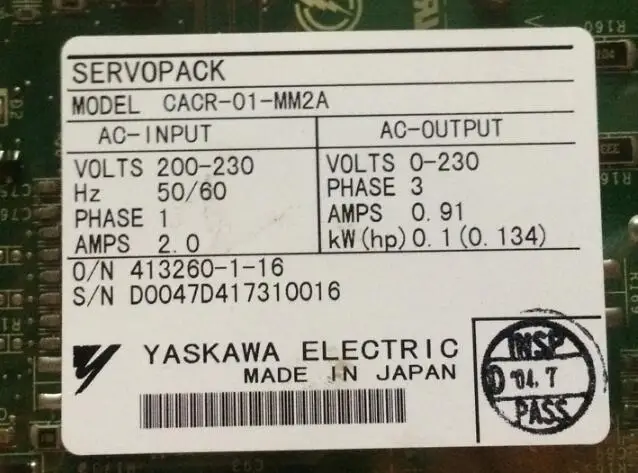 SERVOPACK
MODEL CACR-01-MM2A
AC-INPUT
VOLTS 200-230
Hz 50/60
PHASE 1
AMPS 2.0
AC-OUTPUT
VOLTS 0-230
PHASE 3
AMPS 0.91
kW(hp) 0.1(0.134)
O/N 413260-1-16
S/N D0047D417310016
YASKAWA ELECTRIC
MADE IN JAPAN
INSP
D '04.7
PASS
R160